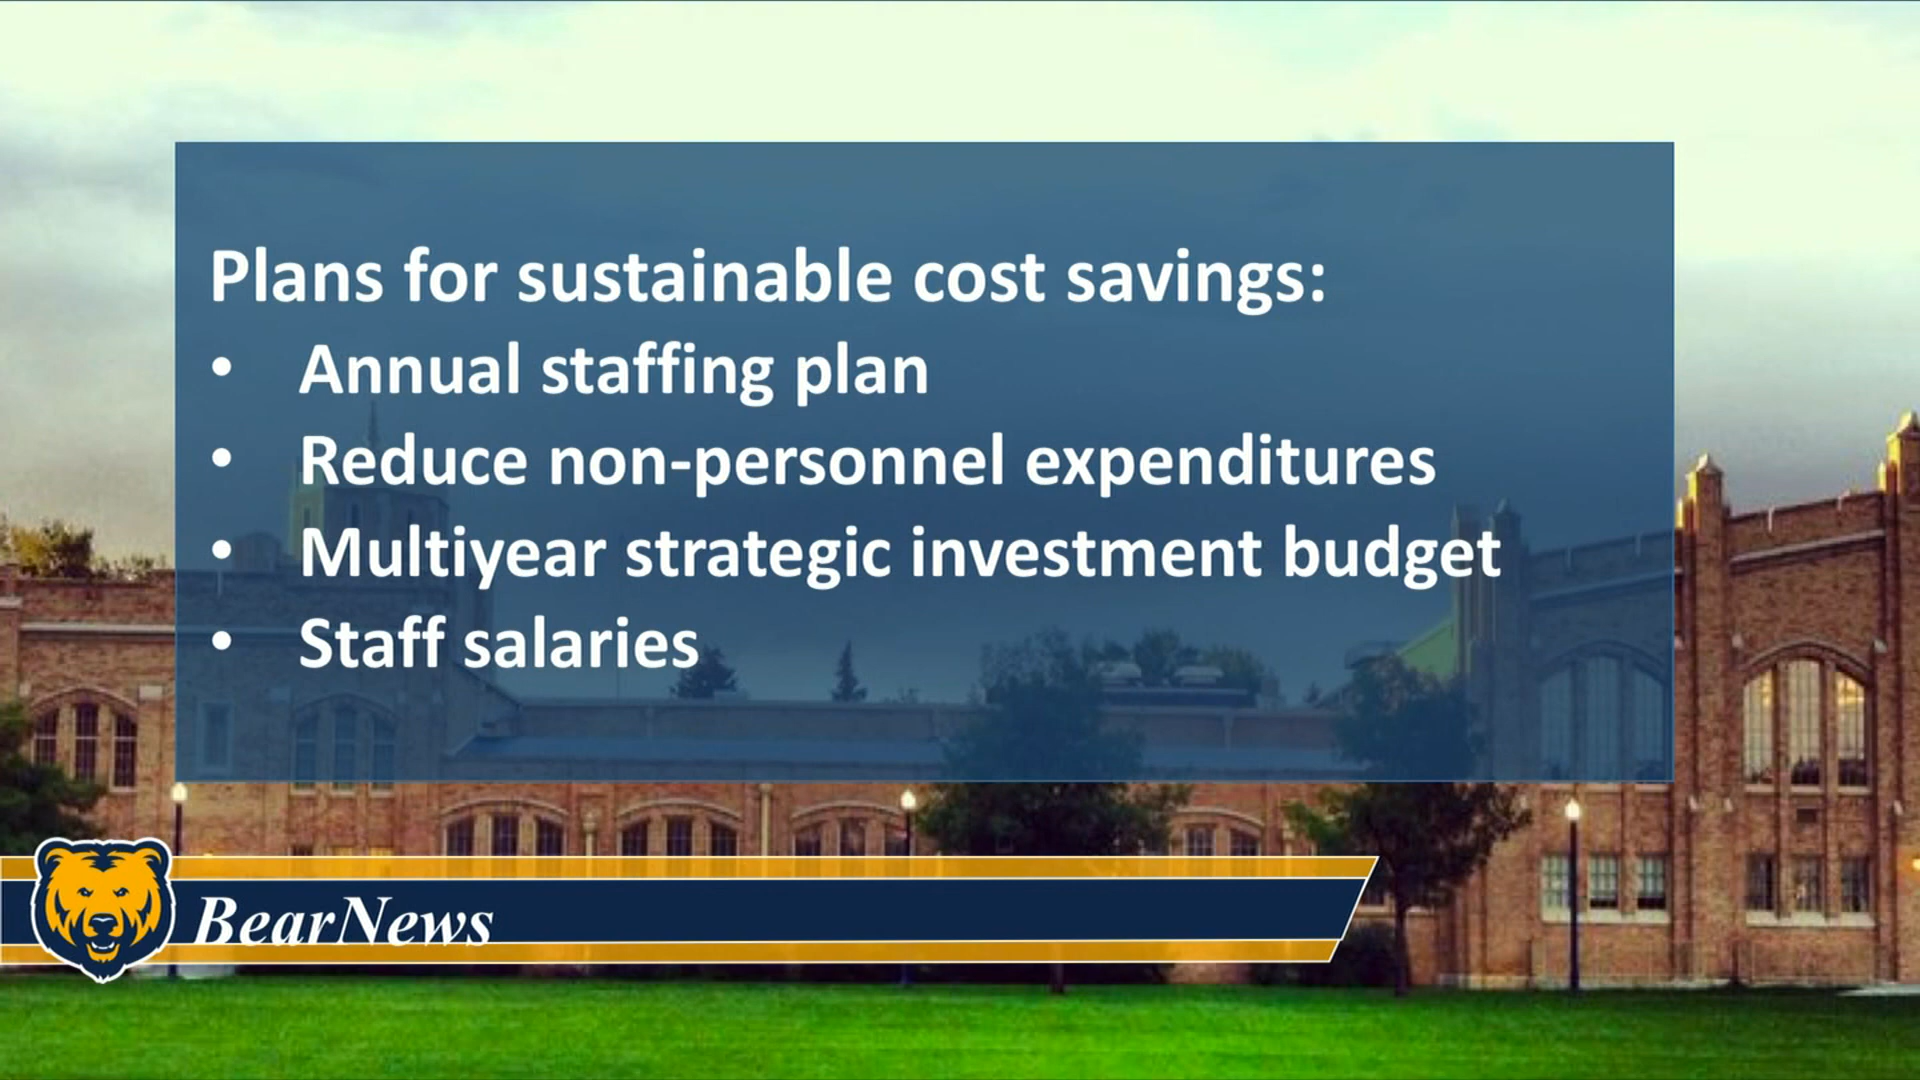 Plans for sustainable cost savings:
• Annual staffing plan
• Reduce non-personnel expenditures
• Multiyear strategic investment budget
• Staff salaries
BearNews